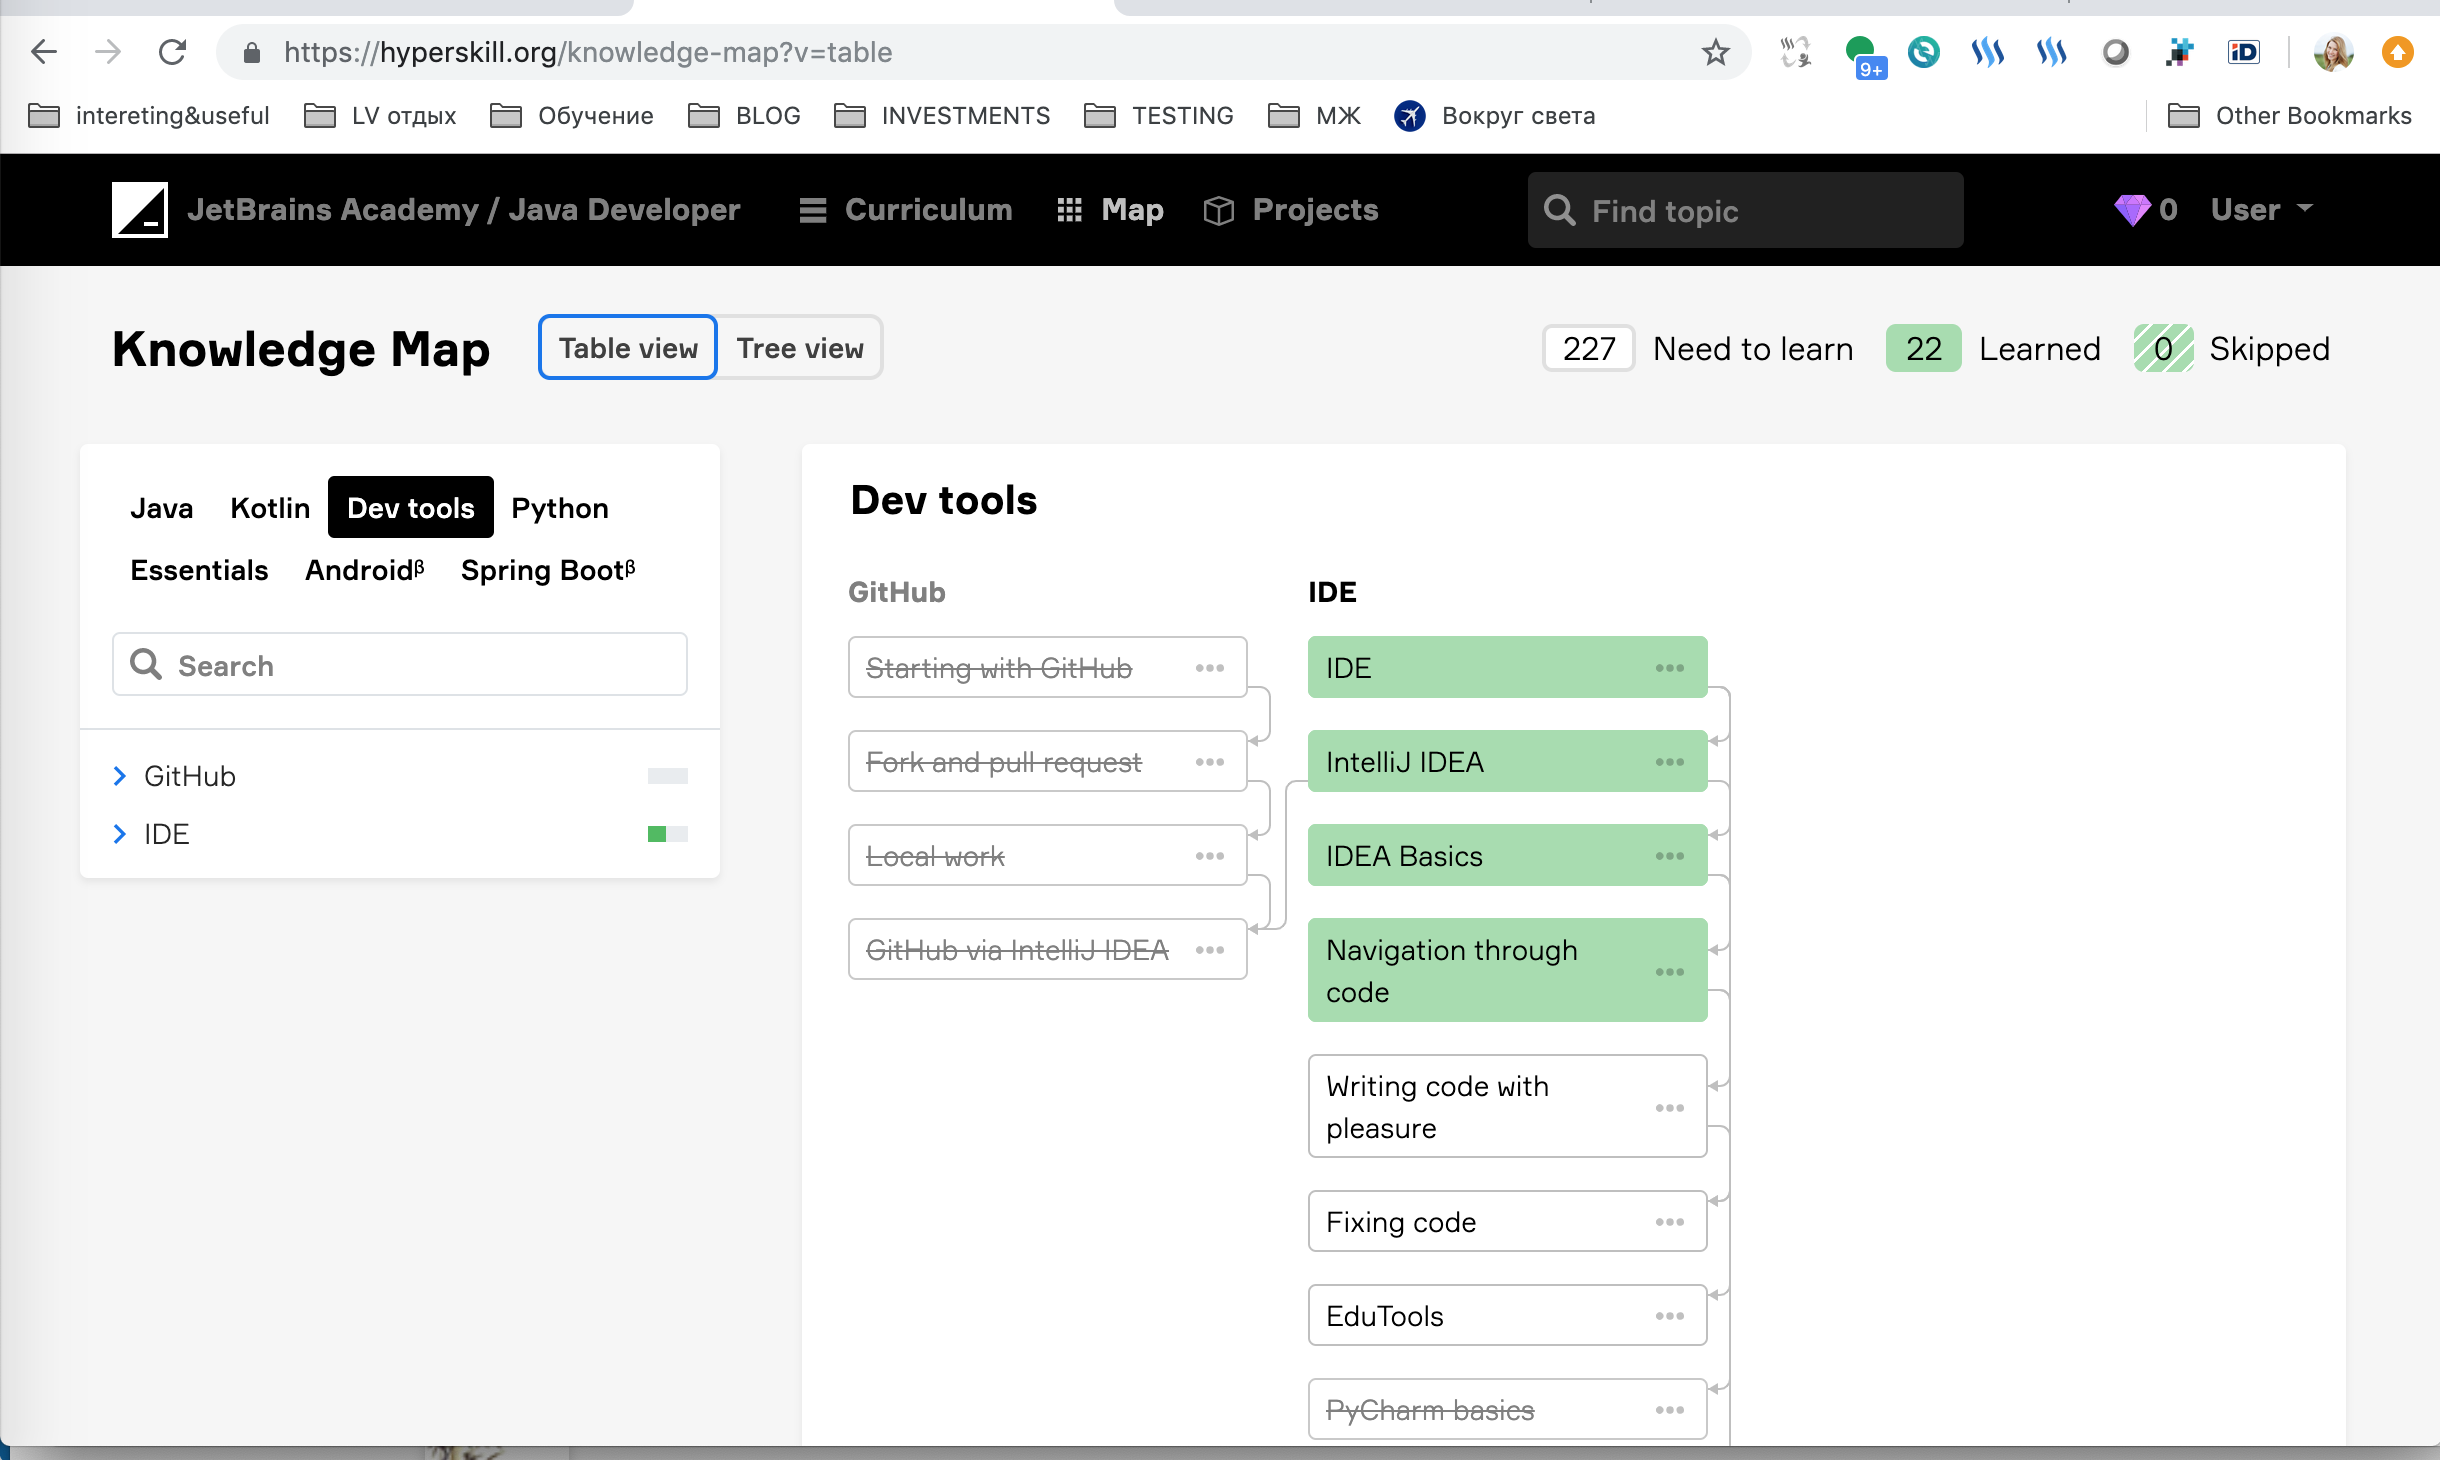 https://hyperskill.org/knowledge-map?v=table
9+
iD
intereting&useful
LV отдых
Обучение
BLOG
INVESTMENTS
TESTING
МЖ
Вокруг света
Other Bookmarks
JetBrains Academy / Java Developer
Curriculum
Map
Projects
Find topic
0
User
Knowledge Map
Table view
Tree view
227 Need to learn
22 Learned
0 Skipped
Java
Kotlin
Dev tools
Python
Essentials
Androidᵝ
Spring Bootᵝ
Search
GitHub
IDE
Dev tools
GitHub
Starting with GitHub
Fork and pull request
Local work
GitHub via IntelliJ IDEA
IDE
IDE
IntelliJ IDEA
IDEA Basics
Navigation through
code
Writing code with
pleasure
Fixing code
EduTools
PyCharm basics